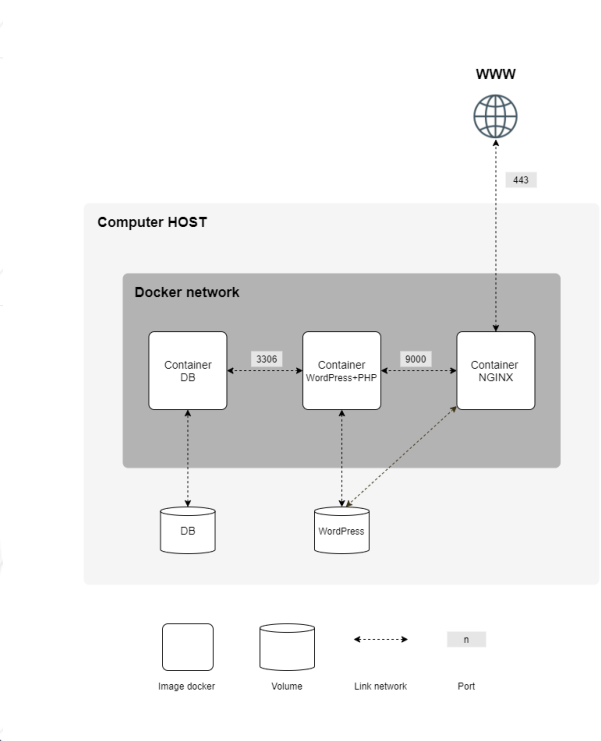 WWW
443
Computer HOST
Docker network
3306
9000
Container
DB
Container
WordPress+PHP
Container
NGINX
DB
WordPress
n
Image docker
Volume
Link network
Port